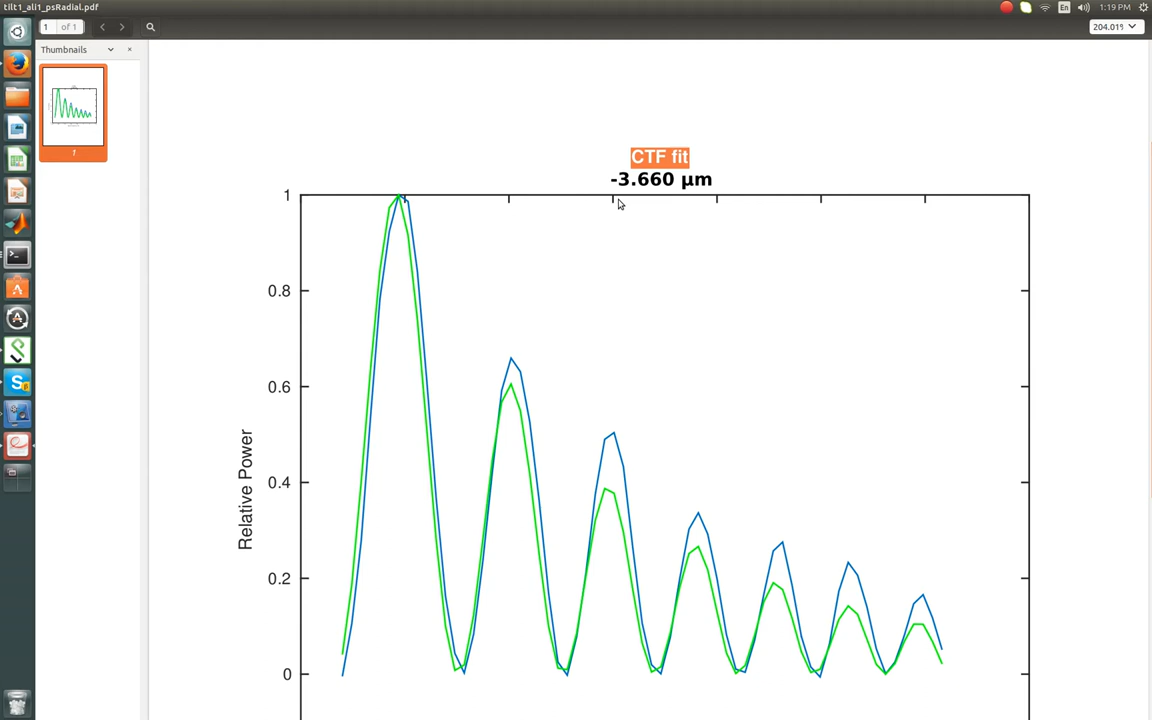 tilt1_ali1_psRadial.pdf
En
1:19 PM
1 of 1
204.01%
Thumbnails
1
CTF fit
-3.660 μm
1
0.8
0.6
0.4
0.2
0
Relative Power